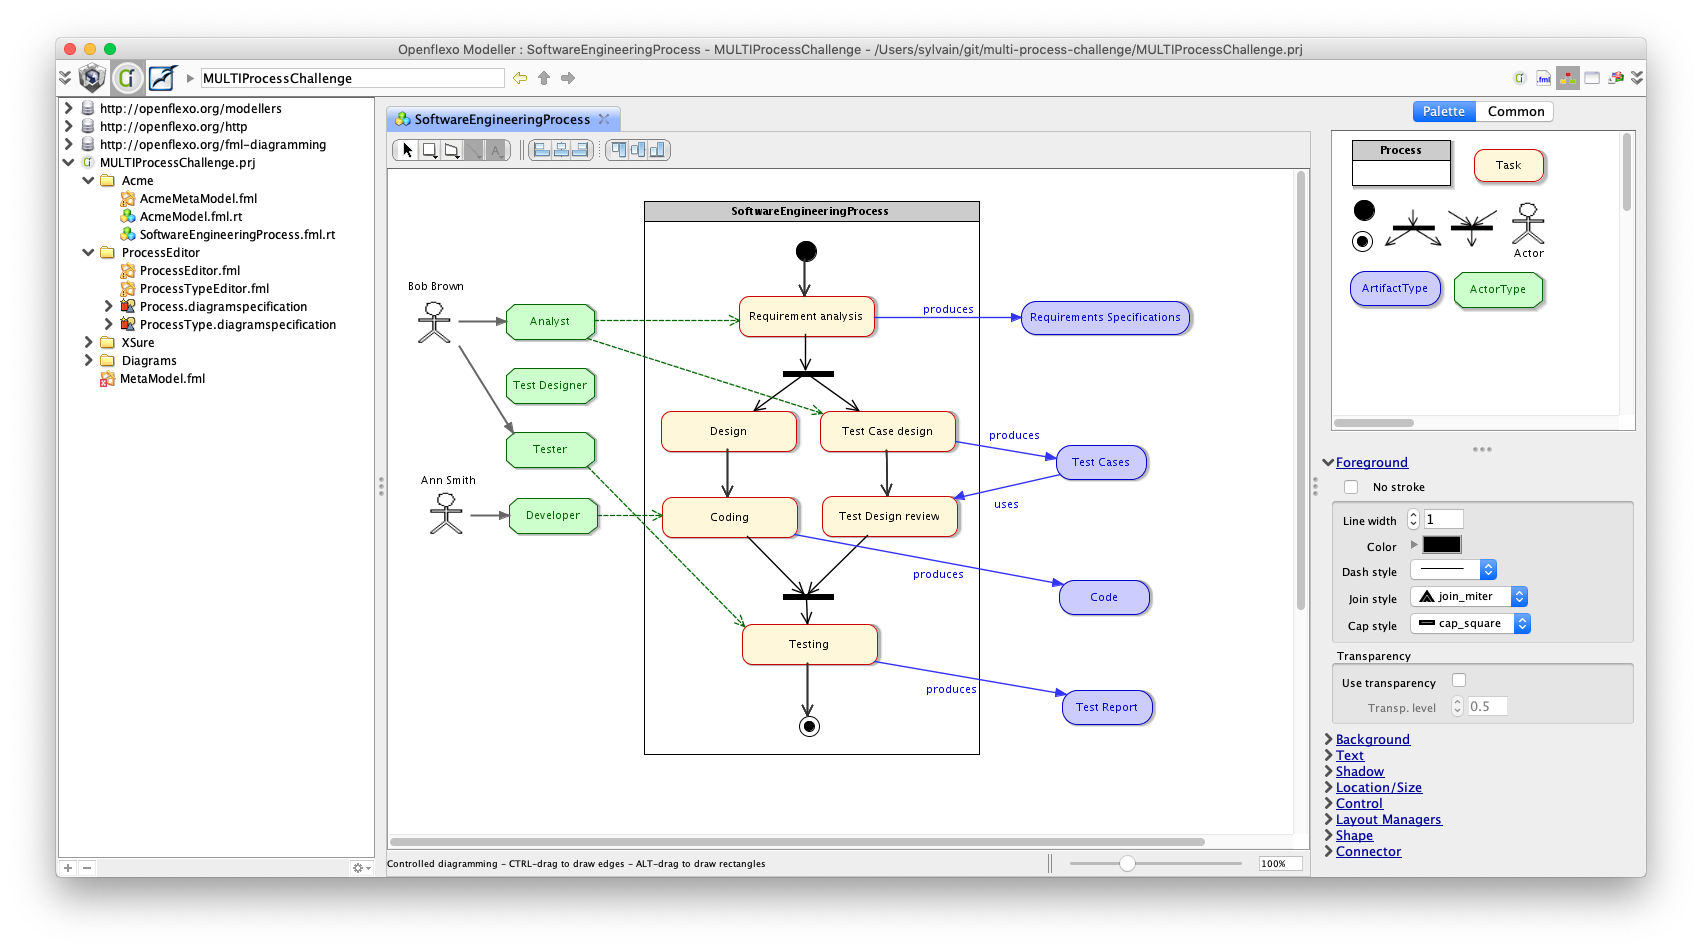 Openflexo Modeller : SoftwareEngineeringProcess - MULTIProcessChallenge - /Users/sylvain/git/multi-process-challenge/MULTIProcessChallenge.prj
MULTIProcessChallenge
.fml
http://openflexo.org/modellers
http://openflexo.org/http
http://openflexo.org/fml-diagramming
MULTIProcessChallenge.prj
Acme
AcmeMetaModel.fml
AcmeModel.fml.rt
SoftwareEngineeringProcess.fml.rt
ProcessEditor
ProcessEditor.fml
ProcessTypeEditor.fml
Process.diagramspecification
ProcessType.diagramspecification
XSure
Diagrams
MetaModel.fml
SoftwareEngineeringProcess
A
SoftwareEngineeringProcess
Bob Brown
Analyst
Requirement analysis
produces
Requirements Specifications
Test Designer
Design
Test Case design
produces
Test Cases
Tester
Ann Smith
Developer
Coding
Test Design review
uses
produces
Code
Testing
produces
Test Report
Controlled diagramming - CTRL-drag to draw edges - ALT-drag to draw rectangles
100%
Palette
Common
Process
Task
Actor
ArtifactType
ActorType
Foreground
No stroke
Line width
1
Color
Dash style
Join style
join_miter
Cap style
cap_square
Transparency
Use transparency
Transp. level
0.5
Background
Text
Shadow
Location/Size
Control
Layout Managers
Shape
Connector